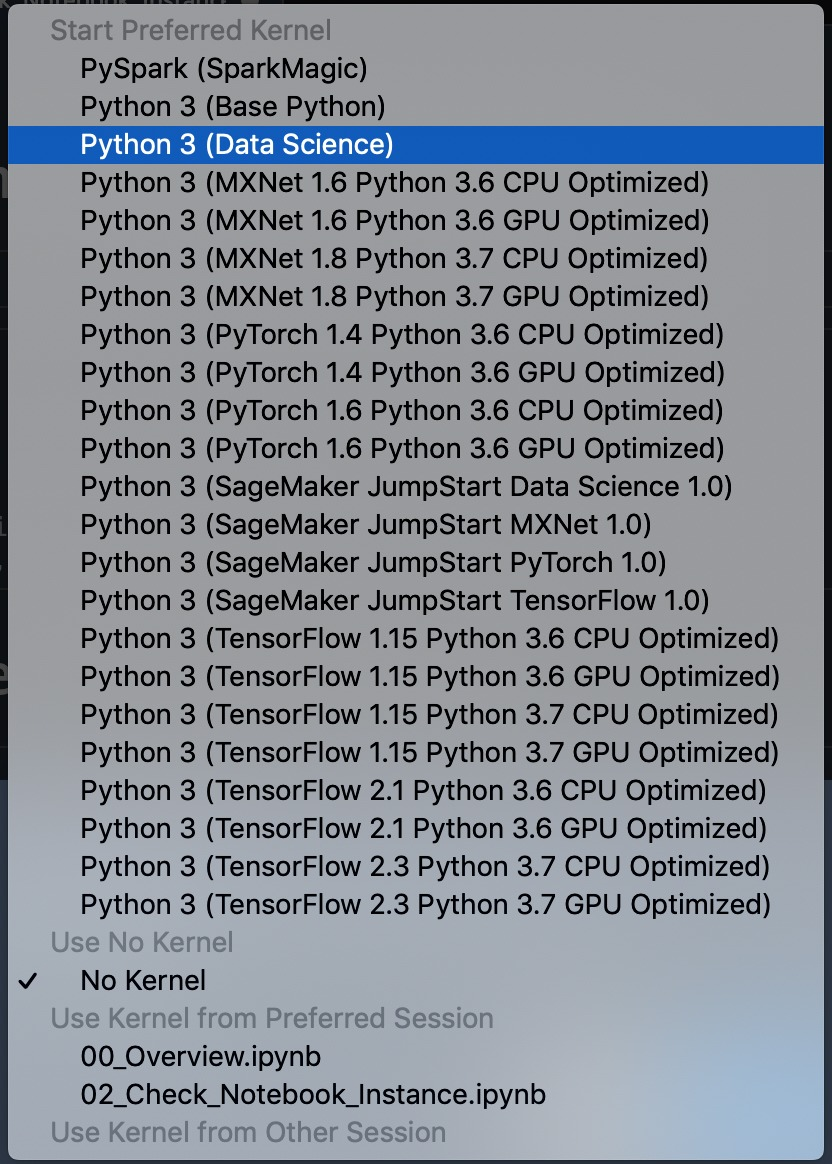 Start Preferred Kernel
PySpark (SparkMagic)
Python 3 (Base Python)
Python 3 (Data Science)
Python 3 (MXNet 1.6 Python 3.6 CPU Optimized)
Python 3 (MXNet 1.6 Python 3.6 GPU Optimized)
Python 3 (MXNet 1.8 Python 3.7 CPU Optimized)
Python 3 (MXNet 1.8 Python 3.7 GPU Optimized)
Python 3 (PyTorch 1.4 Python 3.6 CPU Optimized)
Python 3 (PyTorch 1.4 Python 3.6 GPU Optimized)
Python 3 (PyTorch 1.6 Python 3.6 CPU Optimized)
Python 3 (PyTorch 1.6 Python 3.6 GPU Optimized)
Python 3 (SageMaker JumpStart Data Science 1.0)
Python 3 (SageMaker JumpStart MXNet 1.0)
Python 3 (SageMaker JumpStart PyTorch 1.0)
Python 3 (SageMaker JumpStart TensorFlow 1.0)
Python 3 (TensorFlow 1.15 Python 3.6 CPU Optimized)
Python 3 (TensorFlow 1.15 Python 3.6 GPU Optimized)
Python 3 (TensorFlow 1.15 Python 3.7 CPU Optimized)
Python 3 (TensorFlow 1.15 Python 3.7 GPU Optimized)
Python 3 (TensorFlow 2.1 Python 3.6 CPU Optimized)
Python 3 (TensorFlow 2.1 Python 3.6 GPU Optimized)
Python 3 (TensorFlow 2.3 Python 3.7 CPU Optimized)
Python 3 (TensorFlow 2.3 Python 3.7 GPU Optimized)
Use No Kernel
✓ No Kernel
Use Kernel from Preferred Session
00_Overview.ipynb
02_Check_Notebook_Instance.ipynb
Use Kernel from Other Session